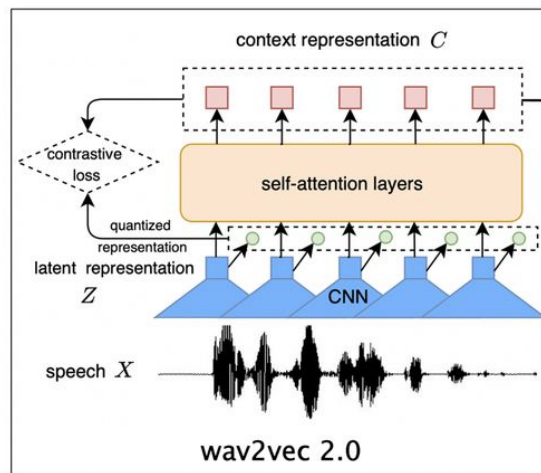 context representation C
contrastive
loss
self-attention layers
quantized
representation
latent representation
Z
CNN
speech X
wav2vec 2.0